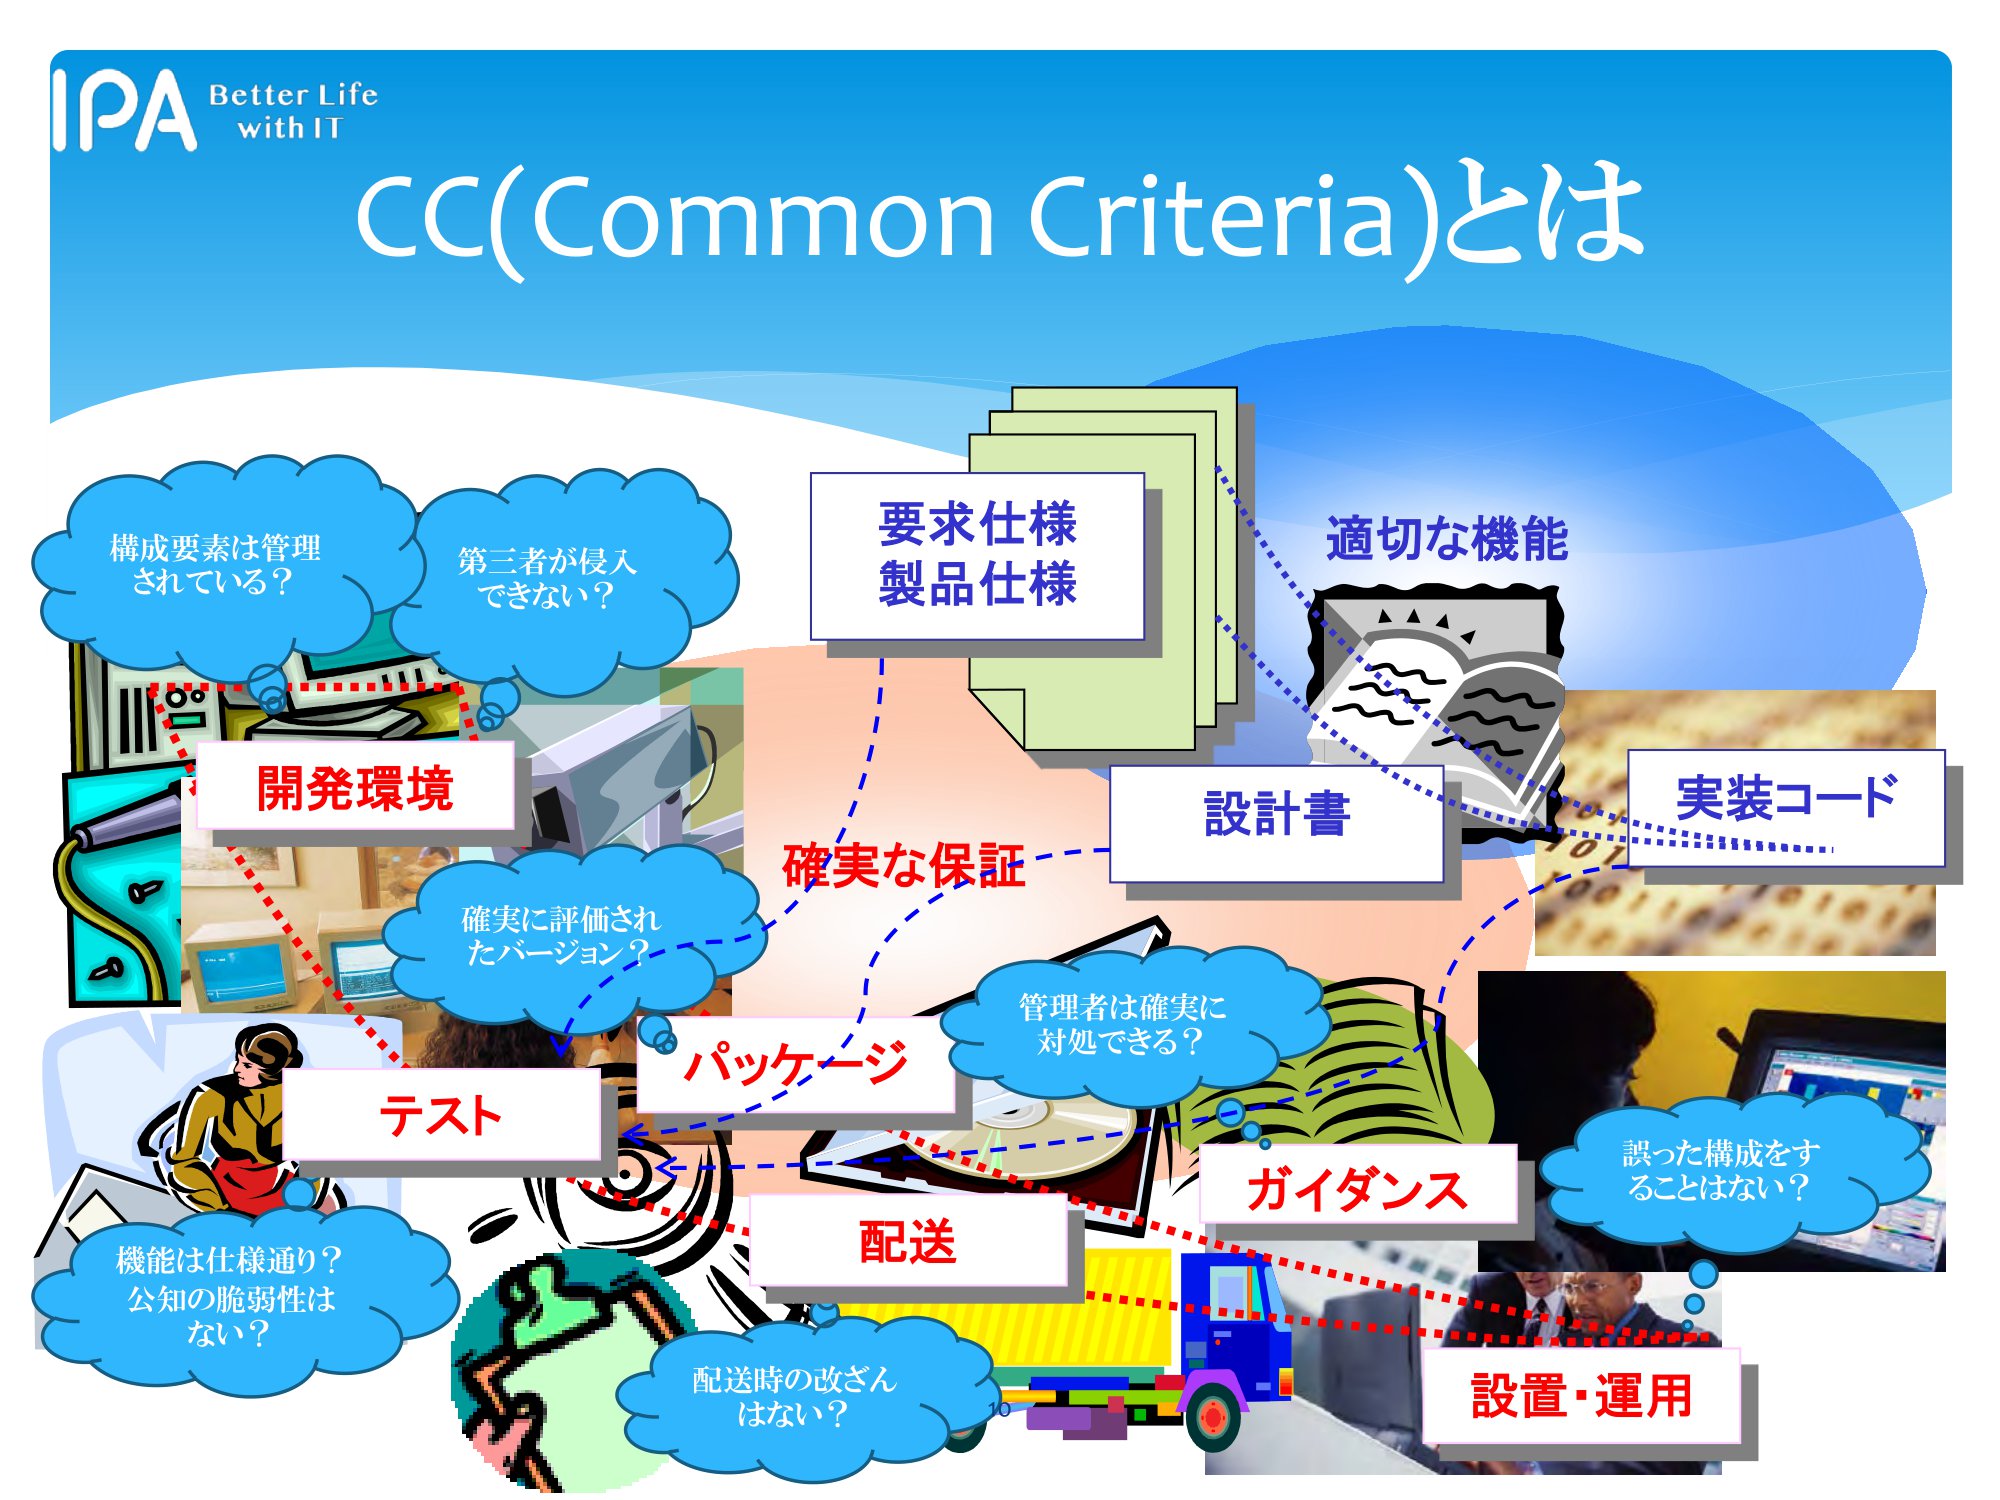 IPA Better Life
with IT
CC(Common Criteria)とは
構成要素は管理
されている？
第三者が侵入
できない？
要求仕様
製品仕様
適切な機能
開発環境
設計書
実装コード
確実な保証
確実に評価され
たバージョン？
管理者は確実に
対処できる？
パッケージ
テスト
ガイダンス
誤った構成をす
ることはない？
配送
機能は仕様通り？
公知の脆弱性は
ない？
配送時の改ざん
はない？
10
設置・運用